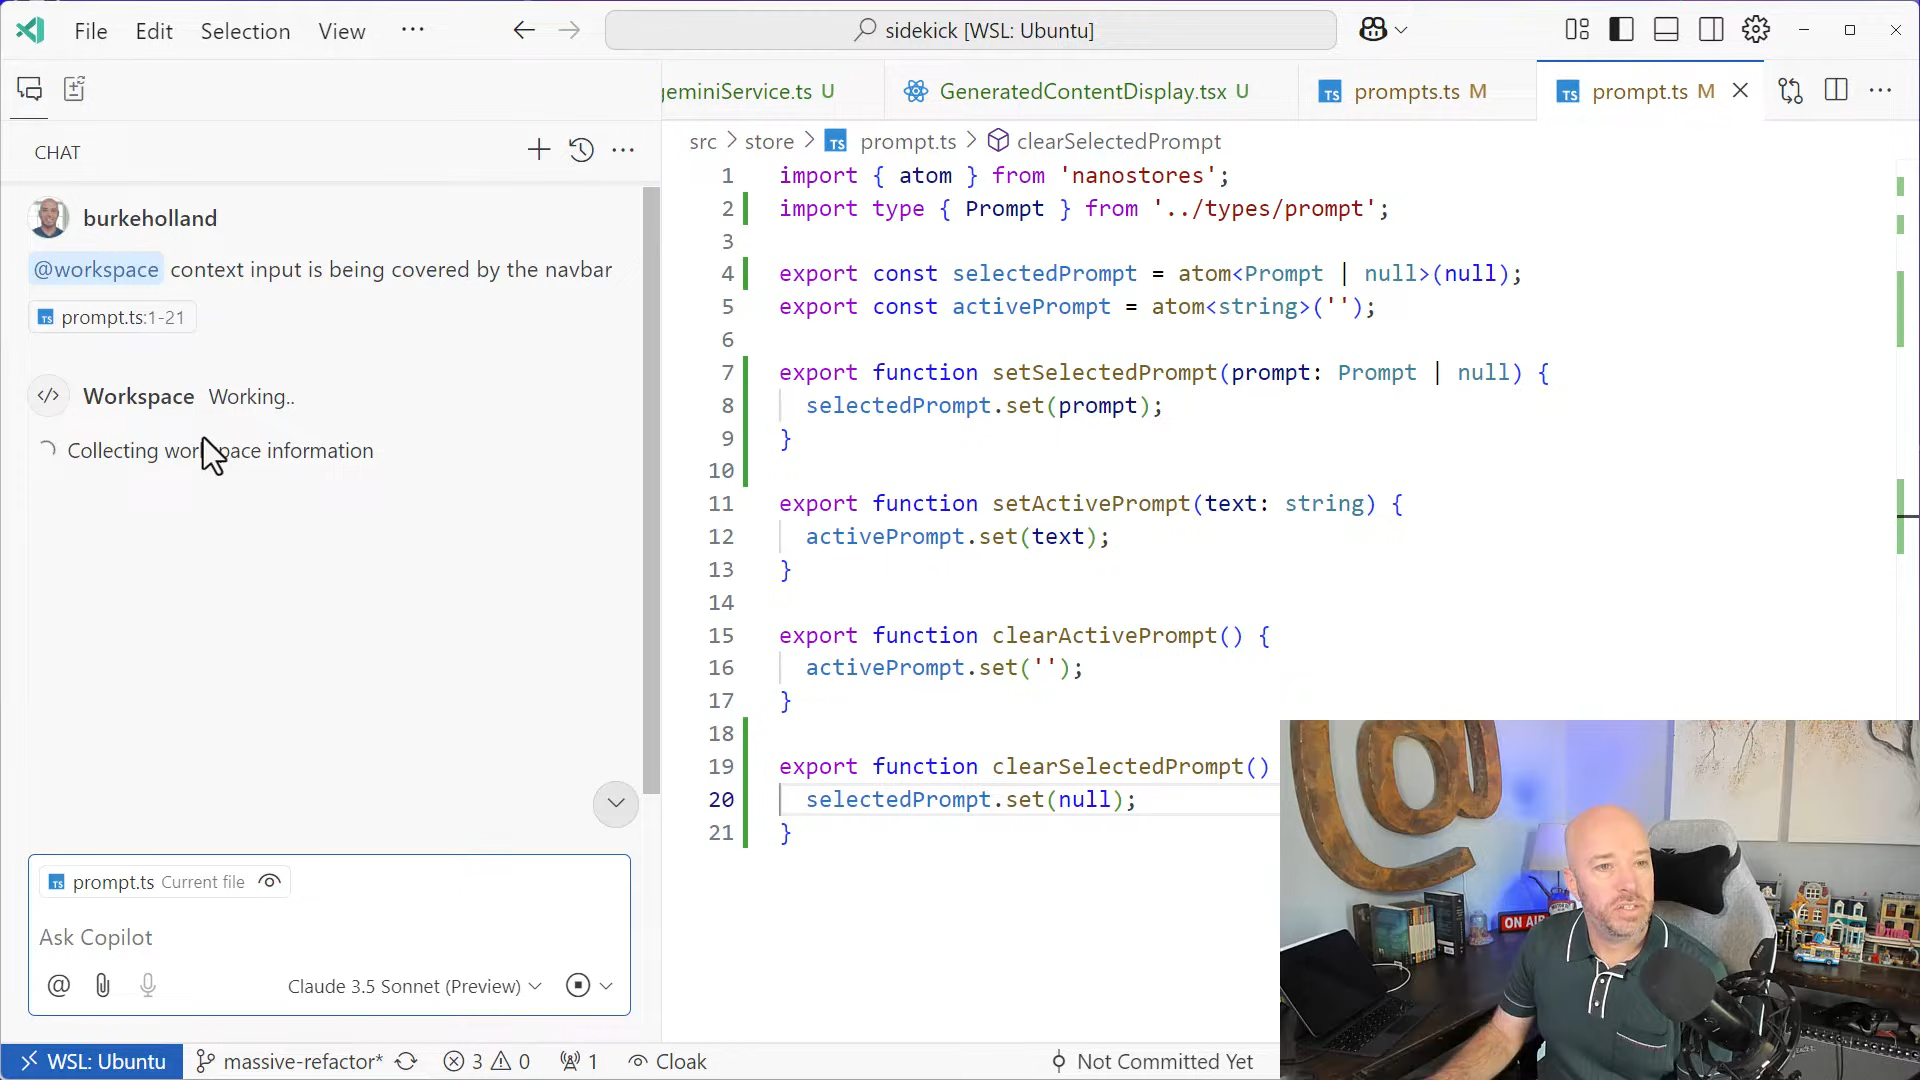 File Edit Selection View ··· sidekick [WSL: Ubuntu]
CHAT
burkeholland
@workspace context input is being covered by the navbar
TS prompt.ts:1-21
Workspace Working..
Collecting workspace information
TS prompt.ts Current file
Ask Copilot
@ Claude 3.5 Sonnet (Preview)
geminiService.ts U GeneratedContentDisplay.tsx U TS prompts.ts M TS prompt.ts M
src > store > TS prompt.ts > clearSelectedPrompt
1 import { atom } from 'nanostores';
2 import type { Prompt } from '../types/prompt';
3
4 export const selectedPrompt = atom<Prompt | null>(null);
5 export const activePrompt = atom<string>('');
6
7 export function setSelectedPrompt(prompt: Prompt | null) {
8 selectedPrompt.set(prompt);
9 }
10
11 export function setActivePrompt(text: string) {
12 activePrompt.set(text);
13 }
14
15 export function clearActivePrompt() {
16 activePrompt.set('');
17 }
18
19 export function clearSelectedPrompt()
20 selectedPrompt.set(null);
21 }
@
ON AIR
WSL: Ubuntu massive-refactor* 3 0 1 Cloak Not Committed Yet